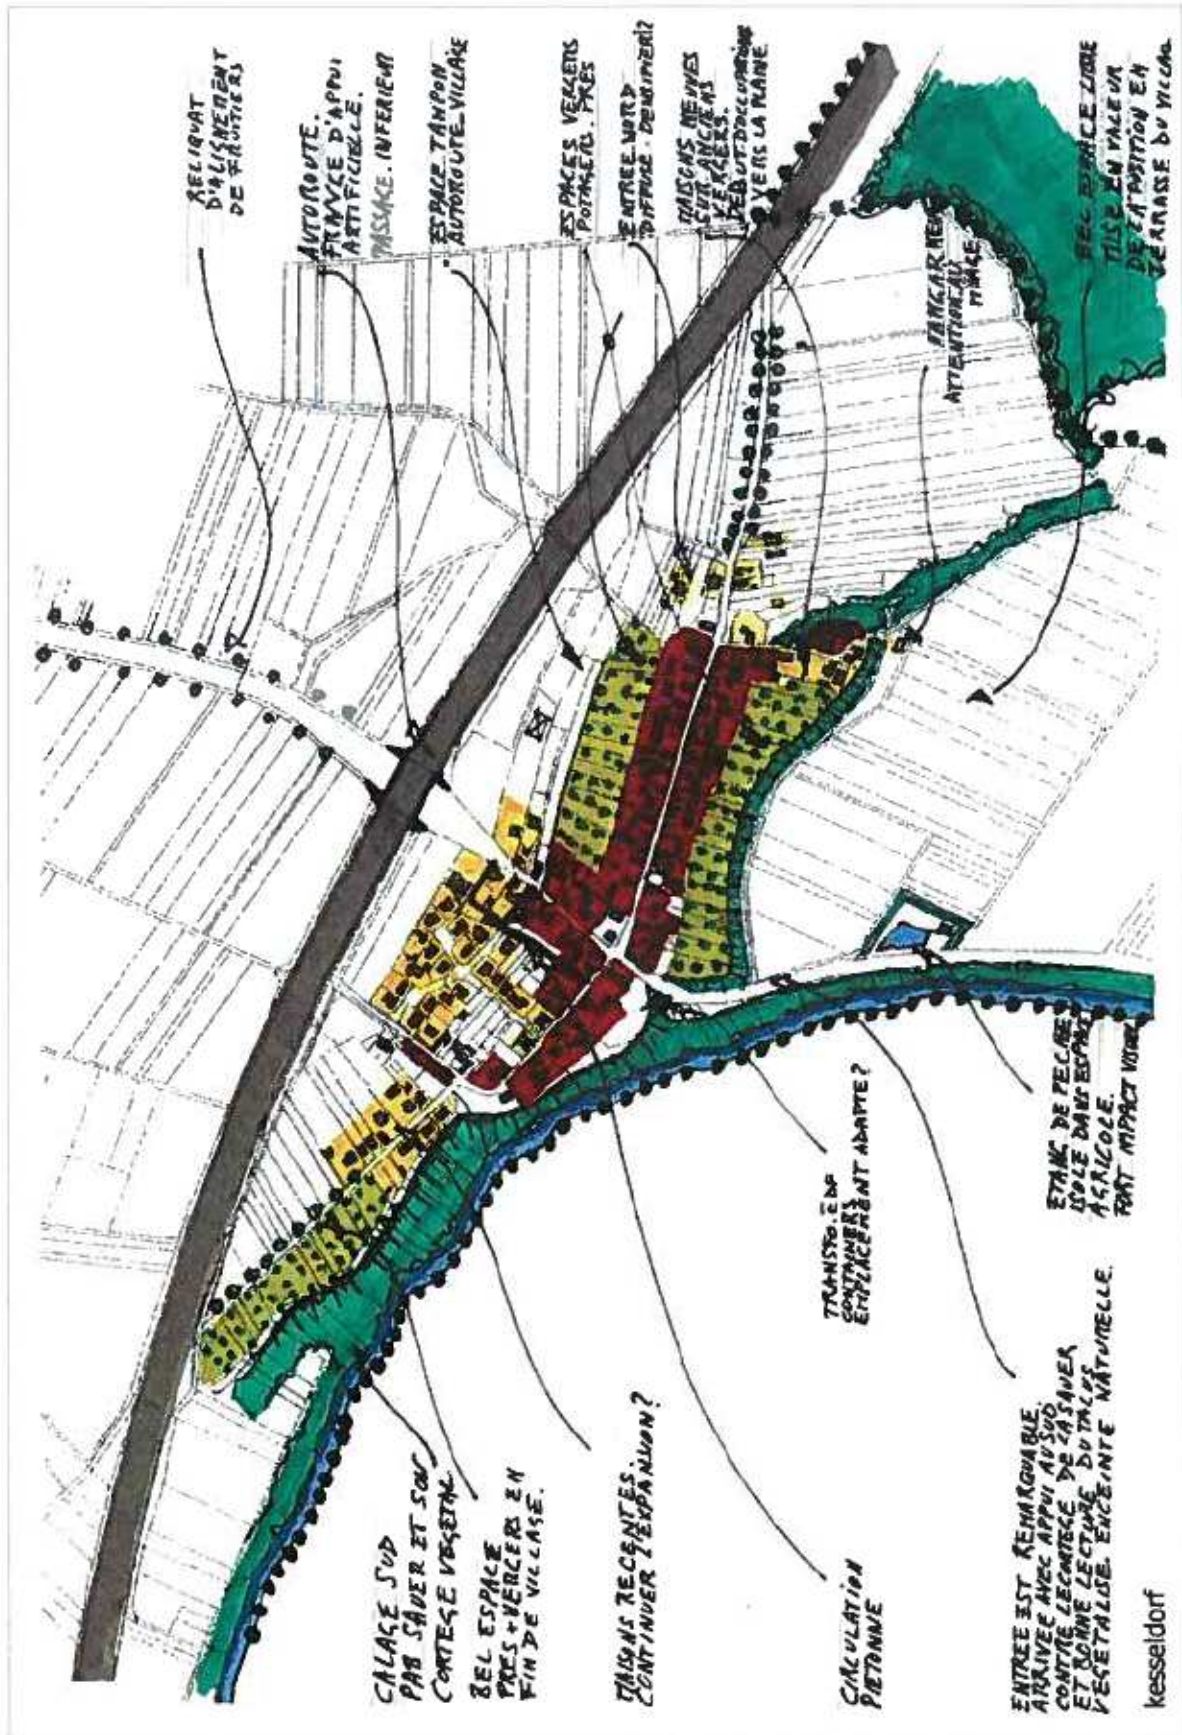 RELIQUAT
D'ALIGNEMENT
DE FRUITIERS
AUTOROUTE.
FRANGE D'APPUI
ARTIFICIELLE.
PASSAGE INFERIEUR
ESPACE TAMPON
AUTOROUTE VILLAGE
ESPACES VERGERS
POTAGERS. PRES
ENTREE NORD
DIFFUSE.
MAISONS NEUVES
SUR ANCIENS
VERGERS.
DEBUT D'OCCUPATION
VERS LA PLAINE
HANGAR
ATTENTION AU
BEL ESPACE LIBRE
MISE EN VALEUR
DE LA POSITION EN
TERRASSE DU VILLAGE
CALAGE SUD
PAR SAUER ET SON
CORTEGE VEGETAL
BEL ESPACE
PRES + VERGERS EN
FIN DE VILLAGE.
MAISONS RECENTES.
CONTINUER L'EXPANSION?
CIRCULATION
PIETONNE
TRANSFO. EDF
CONTAINERS
EMPLACEMENT ADAPTE?
ETANG DE PECHE
ISOLE DANS ESPACE
AGRICOLE.
FORT IMPACT VISUEL
ENTREE EST REMARQUABLE.
ARRIVEE AVEC APPUI AU SUD
CONTRE LE CORTEGE DE LA SAUER
ET BONNE LECTURE DU TALUS
VEGETALISE. ENCEINTE NATURELLE.
kesseldorf